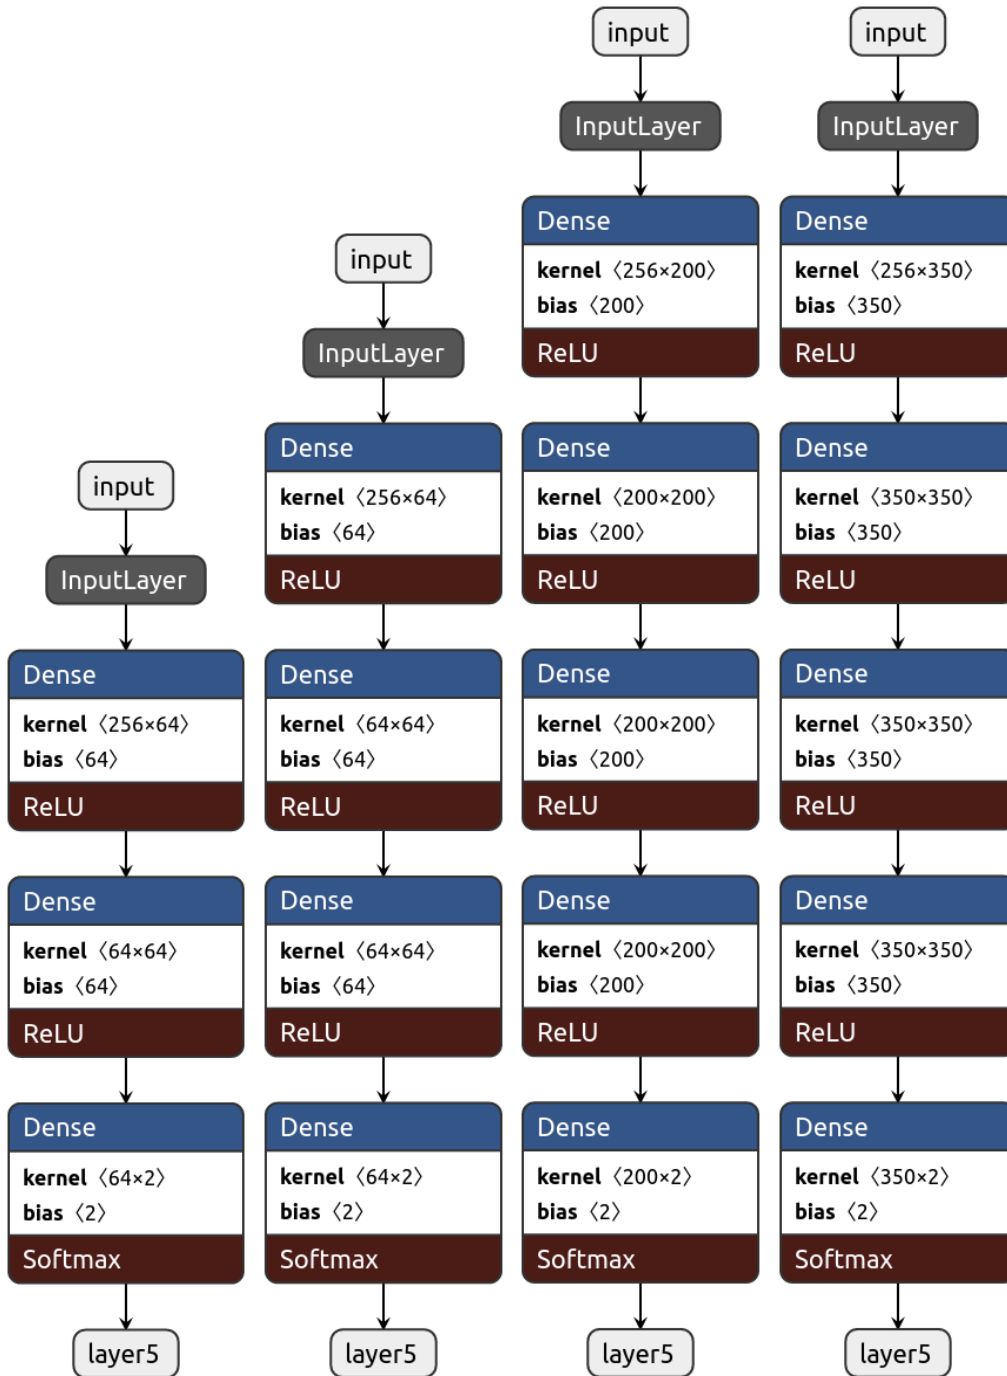 input
InputLayer
Dense
kernel 〈256×64〉
bias 〈64〉
ReLU
Dense
kernel 〈64×64〉
bias 〈64〉
ReLU
Dense
kernel 〈64×2〉
bias 〈2〉
Softmax
layer5
input
InputLayer
Dense
kernel 〈256×64〉
bias 〈64〉
ReLU
Dense
kernel 〈64×64〉
bias 〈64〉
ReLU
Dense
kernel 〈64×64〉
bias 〈64〉
ReLU
Dense
kernel 〈64×2〉
bias 〈2〉
Softmax
layer5
input
InputLayer
Dense
kernel 〈256×200〉
bias 〈200〉
ReLU
Dense
kernel 〈200×200〉
bias 〈200〉
ReLU
Dense
kernel 〈200×200〉
bias 〈200〉
ReLU
Dense
kernel 〈200×200〉
bias 〈200〉
ReLU
Dense
kernel 〈200×2〉
bias 〈2〉
Softmax
layer5
input
InputLayer
Dense
kernel 〈256×350〉
bias 〈350〉
ReLU
Dense
kernel 〈350×350〉
bias 〈350〉
ReLU
Dense
kernel 〈350×350〉
bias 〈350〉
ReLU
Dense
kernel 〈350×350〉
bias 〈350〉
ReLU
Dense
kernel 〈350×2〉
bias 〈2〉
Softmax
layer5